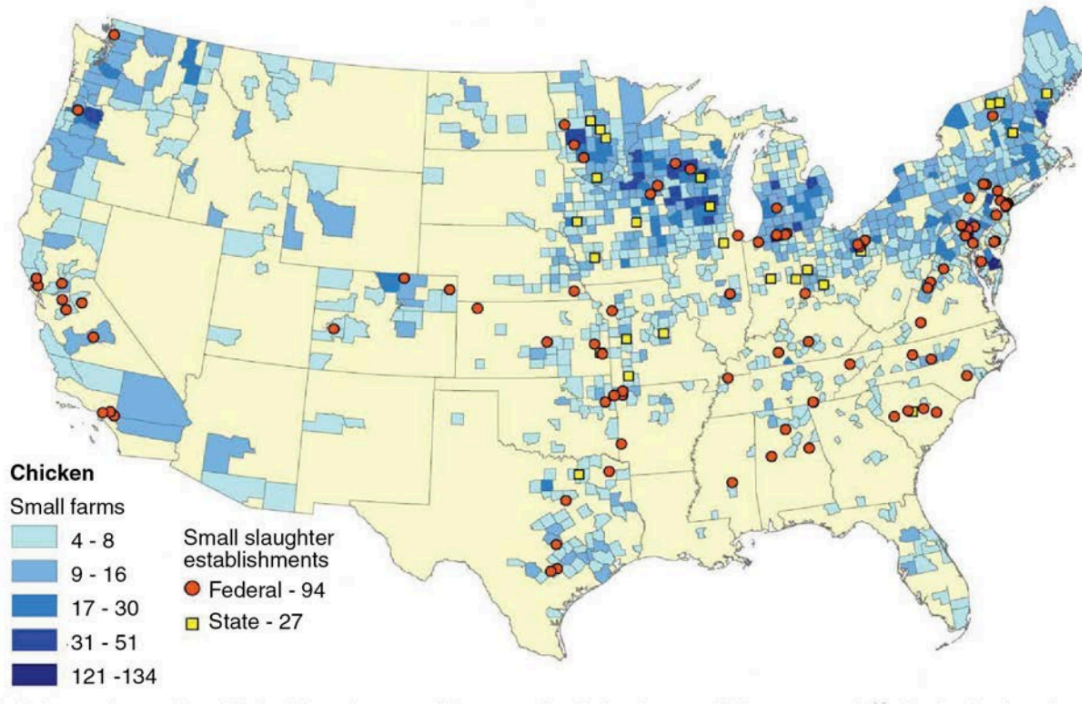 Chicken
Small farms
4 - 8
9 - 16
17 - 30
31 - 51
121 -134
Small slaughter
establishments
Federal - 94
State - 27